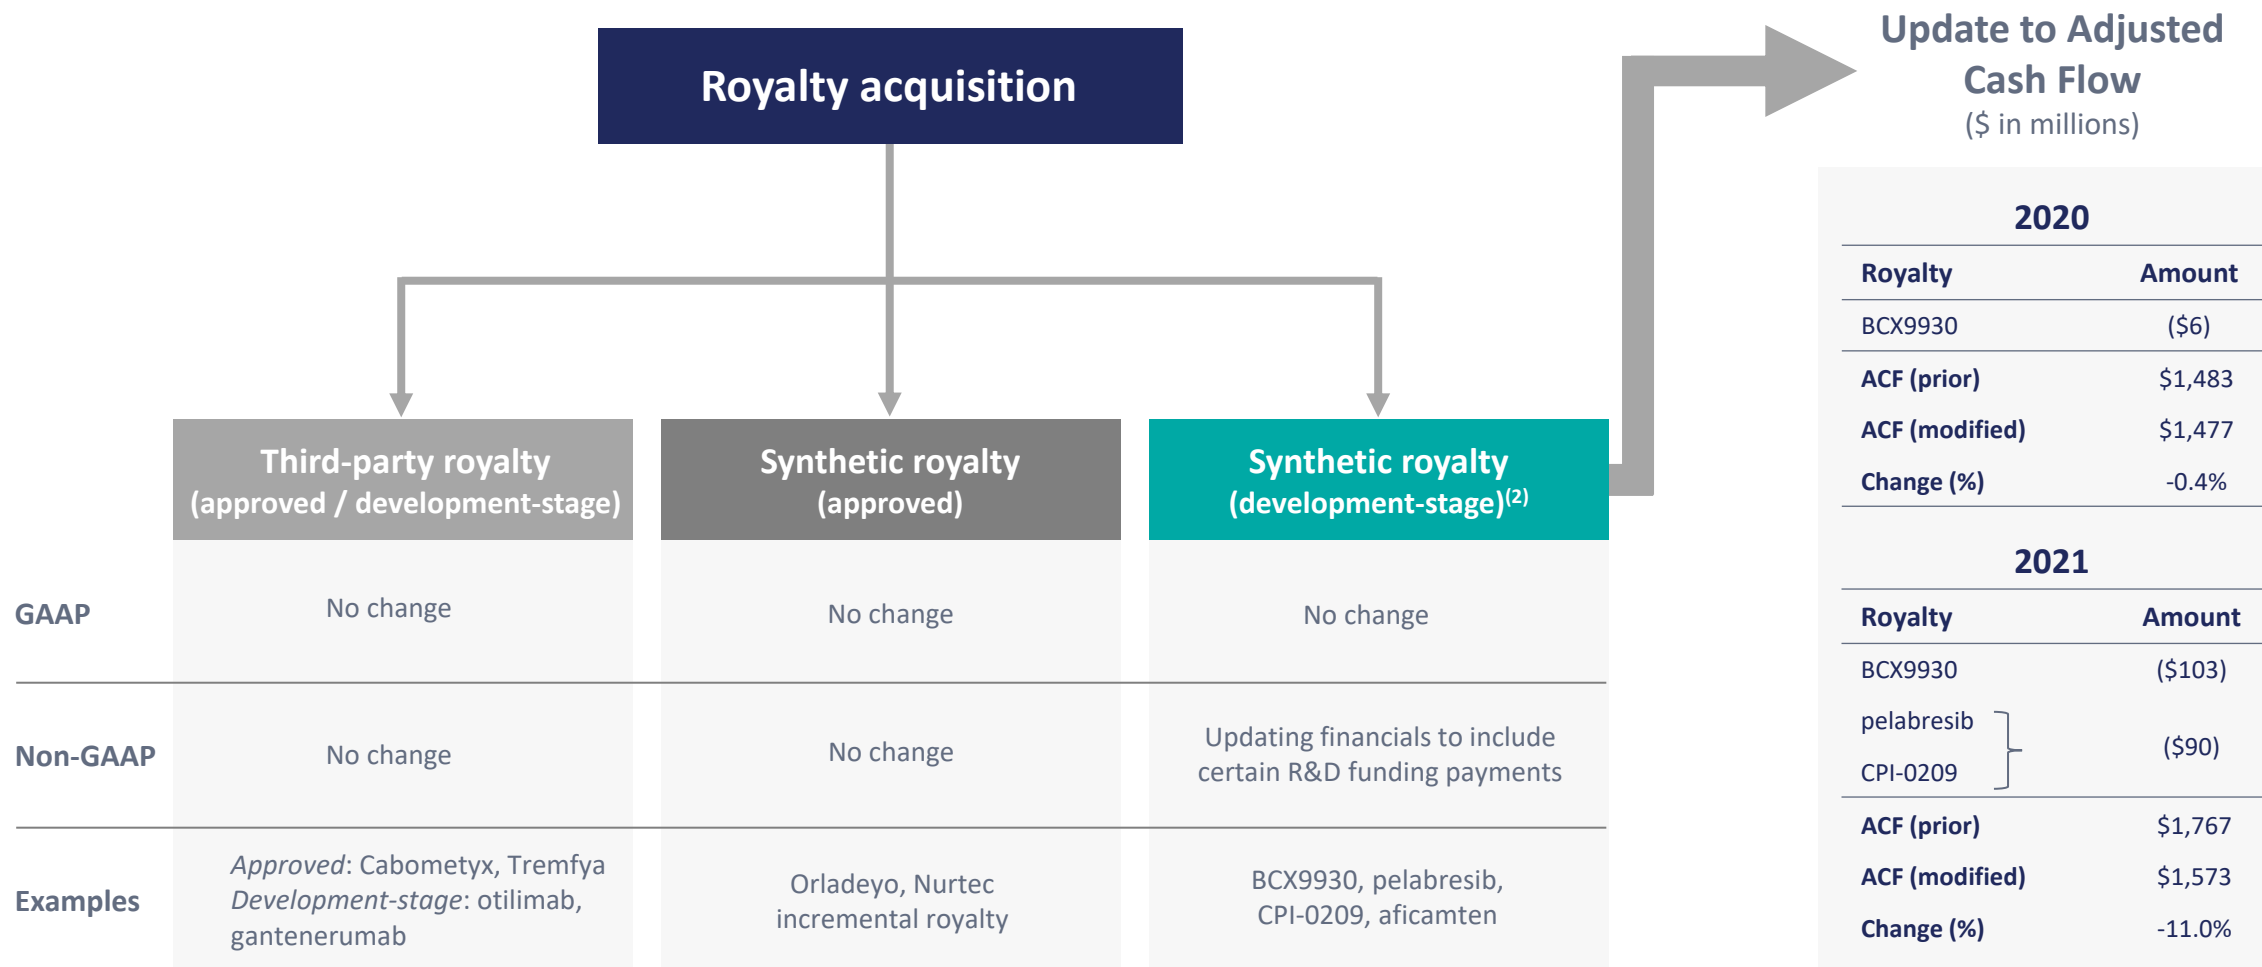 Royalty acquisition
Third-party royalty
(approved / development-stage)
Synthetic royalty
(approved)
Synthetic royalty
(development-stage)(2)
GAAP
No change
No change
No change
Non-GAAP
No change
No change
Updating financials to include
certain R&D funding payments
Examples
Approved: Cabometyx, Tremfya
Development-stage: otilimab,
gantenerumab
Orladeyo, Nurtec
incremental royalty
BCX9930, pelabresib,
CPI-0209, aficamten
Update to Adjusted
Cash Flow
($ in millions)
2020
Royalty Amount
BCX9930 ($6)
ACF (prior) $1,483
ACF (modified) $1,477
Change (%) -0.4%
2021
Royalty Amount
BCX9930 ($103)
pelabresib
CPI-0209
($90)
ACF (prior) $1,767
ACF (modified) $1,573
Change (%) -11.0%